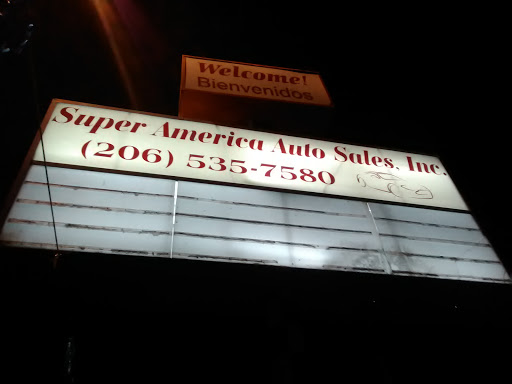 Welcome!
Bienvenidos
Super America Auto Sales, Inc.
(206) 535-7580